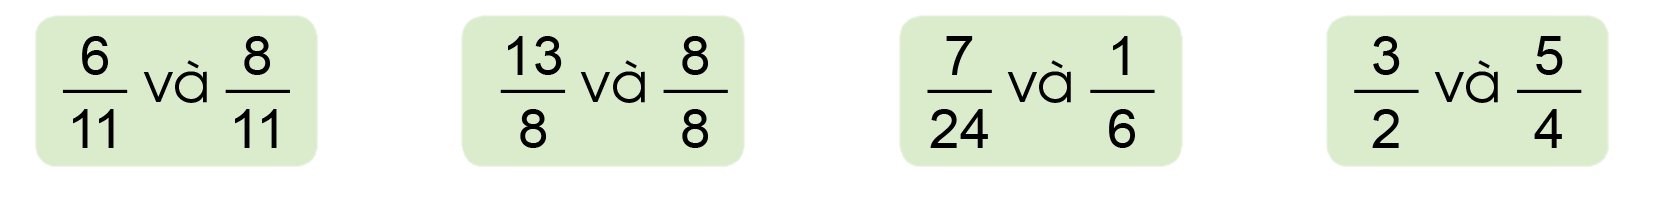 6/11 và 8/11
13/8 và 8/8
7/24 và 1/6
3/2 và 5/4